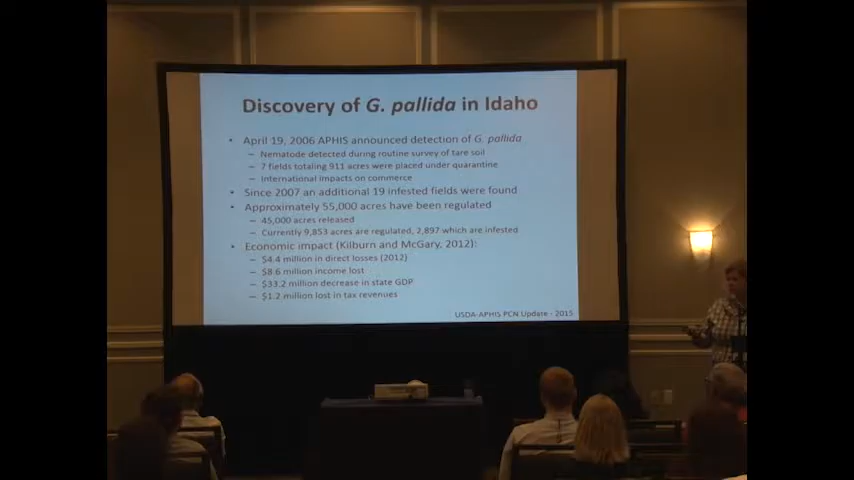 Discovery of G. pallida in Idaho
• April 19, 2006 APHIS announced detection of G. pallida
– Nematode detected during routine survey of tare soil
– 7 fields totaling 911 acres were placed under quarantine
– International impacts on commerce
• Since 2007 an additional 19 infested fields were found
• Approximately 55,000 acres have been regulated
– 45,000 acres released
– Currently 9,853 acres are regulated, 2,897 which are infested
• Economic impact (Kilburn and McGary, 2012):
– $4.4 million in direct losses (2012)
– $8.6 million income lost
– $33.2 million decrease in state GDP
– $1.2 million lost in tax revenues
USDA-APHIS PCN Update - 2015